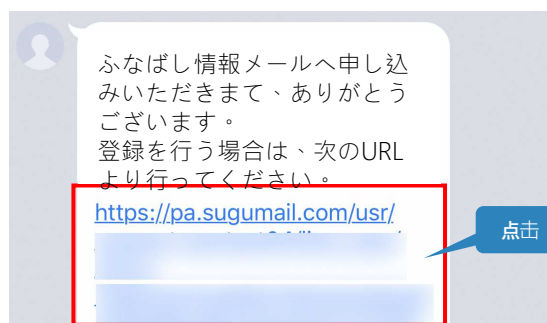 ふなばし情報メールへ申し込
みいただきまて、ありがとう
ございます。
登録を行う場合は、次のURL
より行ってください。
https://pa.sugumail.com/usr/
点击